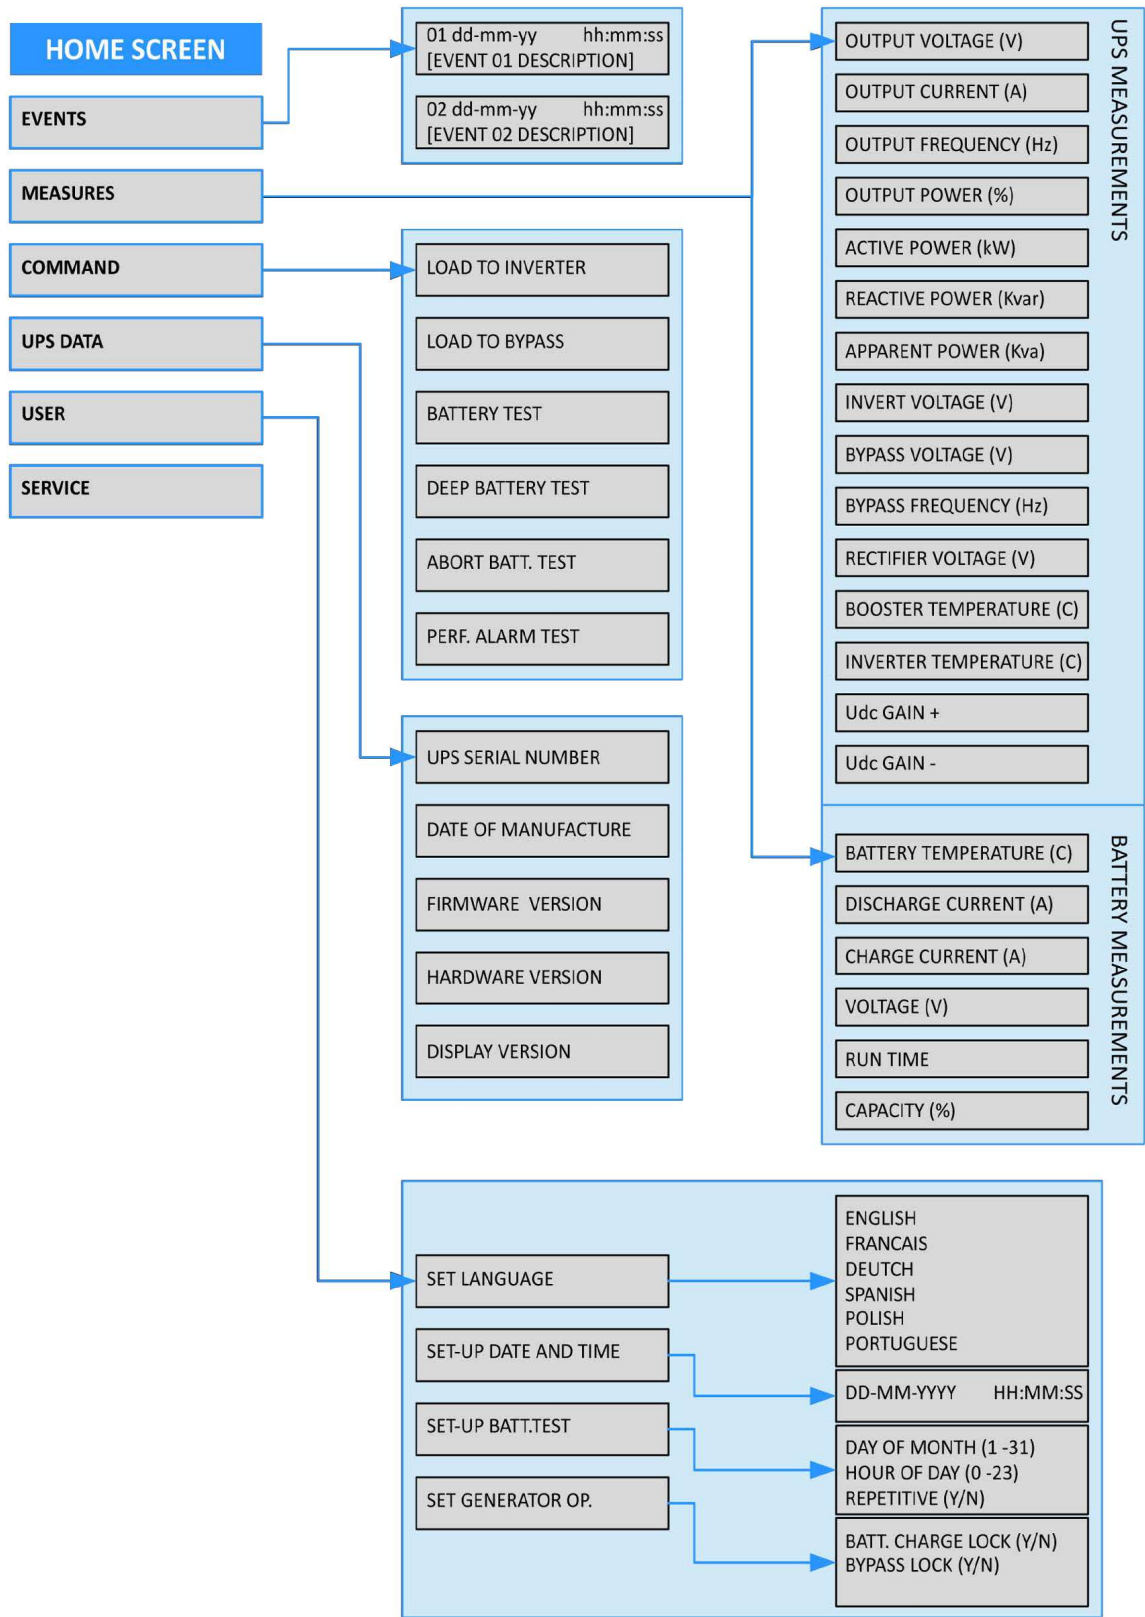 HOME SCREEN
EVENTS
MEASURES
COMMAND
UPS DATA
USER
SERVICE
01 dd-mm-yy hh:mm:ss
[EVENT 01 DESCRIPTION]
02 dd-mm-yy hh:mm:ss
[EVENT 02 DESCRIPTION]
LOAD TO INVERTER
LOAD TO BYPASS
BATTERY TEST
DEEP BATTERY TEST
ABORT BATT. TEST
PERF. ALARM TEST
UPS SERIAL NUMBER
DATE OF MANUFACTURE
FIRMWARE VERSION
HARDWARE VERSION
DISPLAY VERSION
UPS MEASUREMENTS
OUTPUT VOLTAGE (V)
OUTPUT CURRENT (A)
OUTPUT FREQUENCY (Hz)
OUTPUT POWER (%)
ACTIVE POWER (kW)
REACTIVE POWER (Kvar)
APPARENT POWER (Kva)
INVERT VOLTAGE (V)
BYPASS VOLTAGE (V)
BYPASS FREQUENCY (Hz)
RECTIFIER VOLTAGE (V)
BOOSTER TEMPERATURE (C)
INVERTER TEMPERATURE (C)
Udc GAIN +
Udc GAIN -
BATTERY MEASUREMENTS
BATTERY TEMPERATURE (C)
DISCHARGE CURRENT (A)
CHARGE CURRENT (A)
VOLTAGE (V)
RUN TIME
CAPACITY (%)
SET LANGUAGE
SET-UP DATE AND TIME
SET-UP BATT.TEST
SET GENERATOR OP.
ENGLISH
FRANCAIS
DEUTCH
SPANISH
POLISH
PORTUGUESE
DD-MM-YYYY HH:MM:SS
DAY OF MONTH (1 -31)
HOUR OF DAY (0 -23)
REPETITIVE (Y/N)
BATT. CHARGE LOCK (Y/N)
BYPASS LOCK (Y/N)